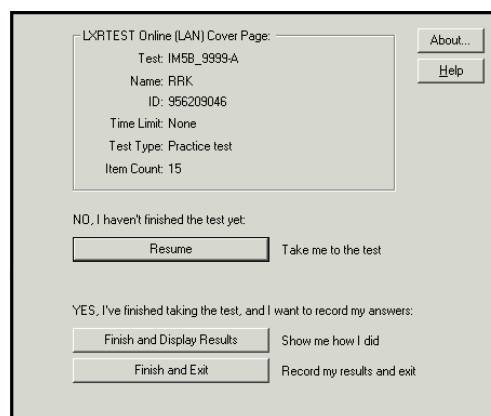 LXRTEST Online (LAN) Cover Page:
About...
Test: IM5B_9999-A
Help
Name: RRK
ID: 956209046
Time Limit: None
Test Type: Practice test
Item Count: 15
NO, I haven't finished the test yet:
Resume Take me to the test
YES, I've finished taking the test, and I want to record my answers:
Finish and Display Results Show me how I did
Finish and Exit Record my results and exit